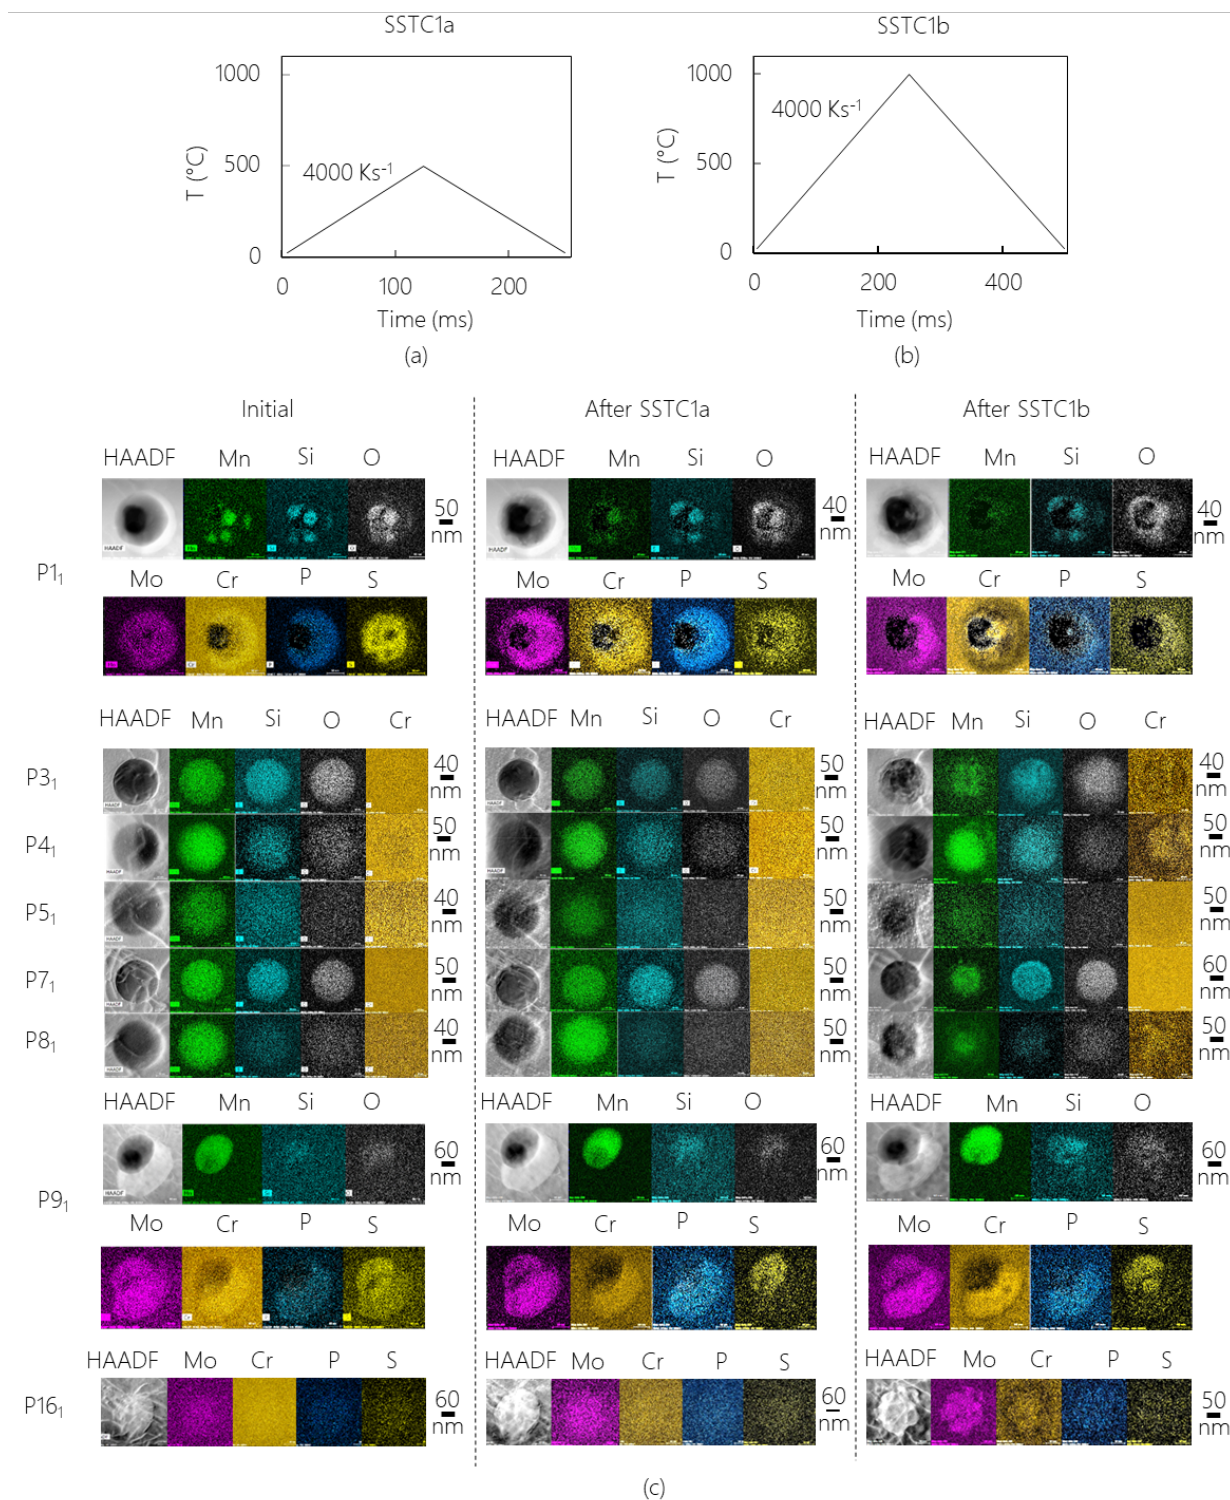 SSTC1a SSTC1b
1000 1000
4000 Ks⁻¹ 4000 Ks⁻¹
T (°C) 500 T (°C) 500
0 0
0 100 200 0 200 400
Time (ms) Time (ms)
(a) (b)
Initial After SSTC1a After SSTC1b
HAADF Mn Si O HAADF Mn Si O HAADF Mn Si O
50 nm 40 nm 40 nm
P1₁
Mo Cr P S Mo Cr P S Mo Cr P S
HAADF Mn Si O Cr HAADF Mn Si O Cr HAADF Mn Si O Cr
P3₁ 40 nm 50 nm 40 nm
P4₁ 50 nm 50 nm 50 nm
P5₁ 40 nm 50 nm 50 nm
P7₁ 50 nm 50 nm 60 nm
P8₁ 40 nm 50 nm 50 nm
HAADF Mn Si O HAADF Mn Si O HAADF Mn Si O
60 nm 60 nm 60 nm
P9₁
Mo Cr P S Mo Cr P S Mo Cr P S
HAADF Mo Cr P S HAADF Mo Cr P S HAADF Mo Cr P S
P16₁ 60 nm 60 nm 50 nm
(c)